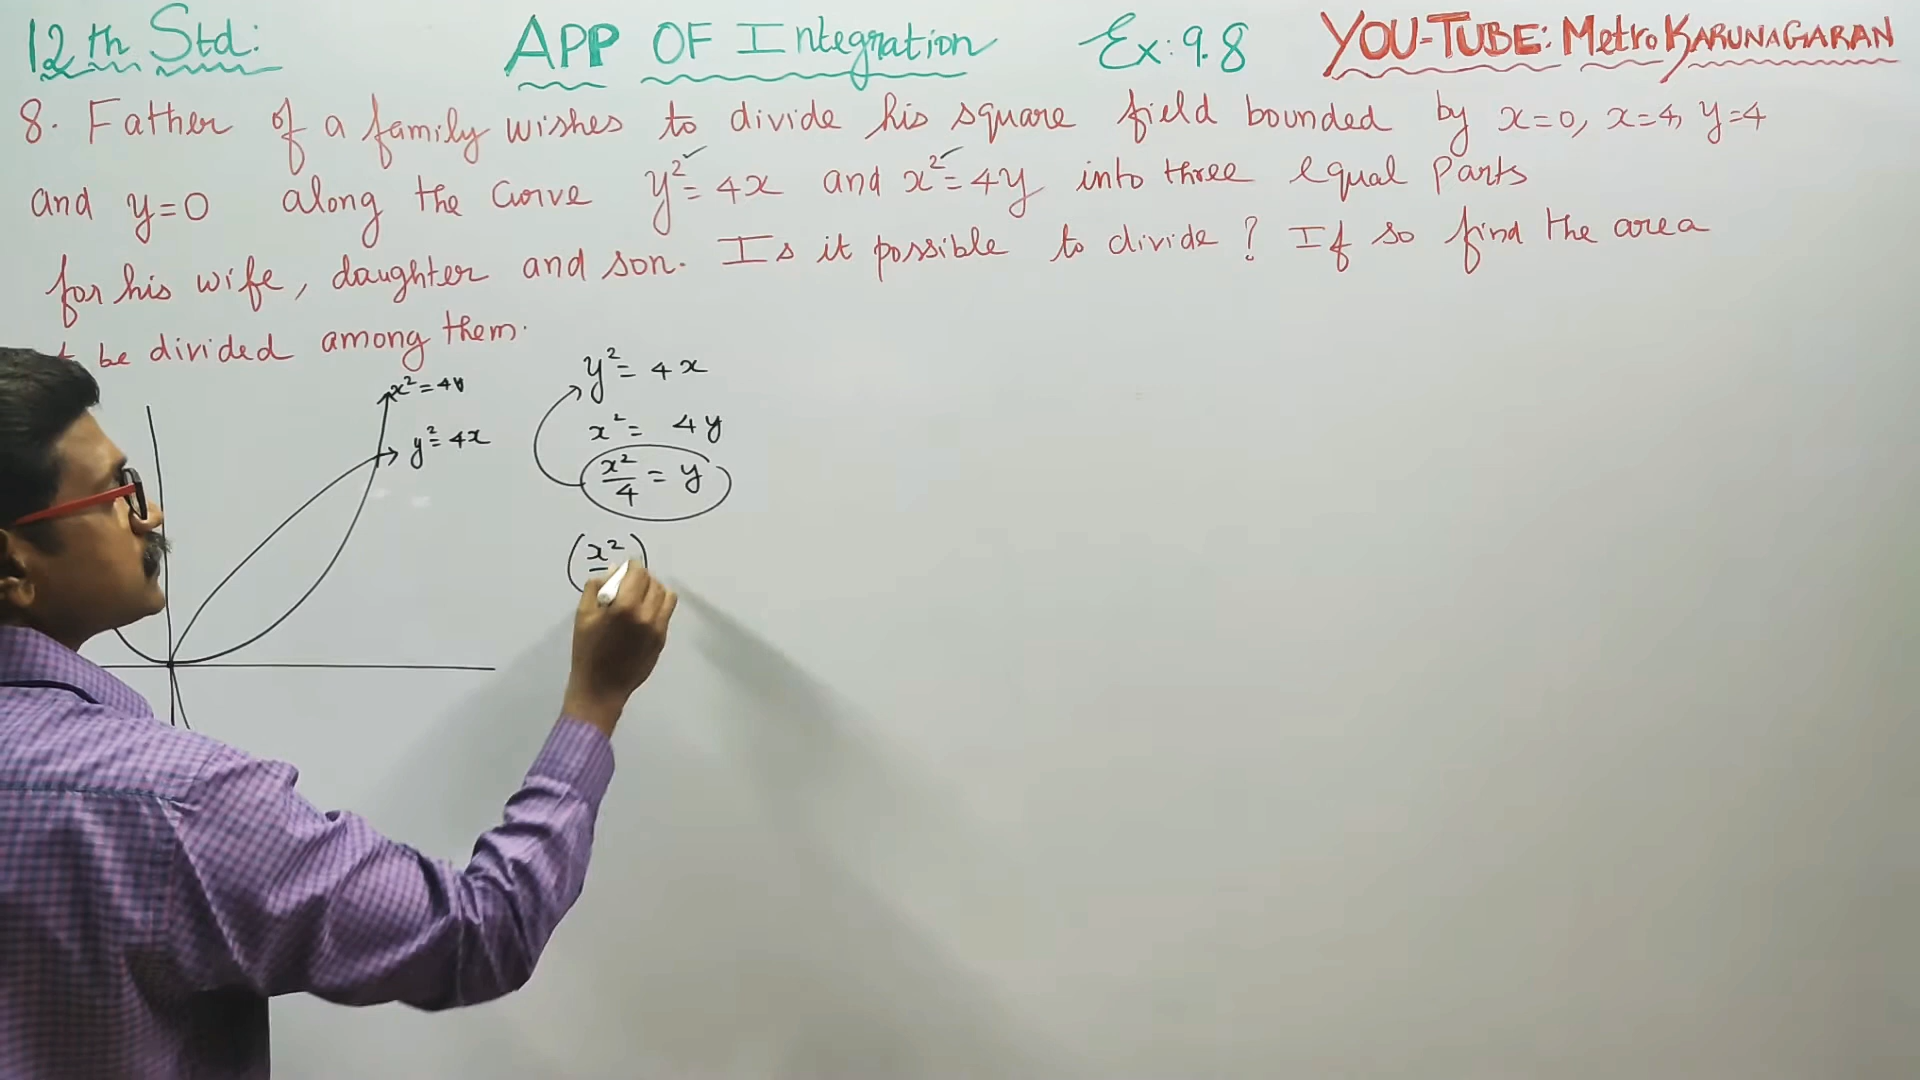 12th Std: APP OF Integration Ex: 9.8 YOU-TUBE: Metro KARUNAGARAN
8. Father of a family wishes to divide his square field bounded by x=0, x=4, y=4
and y=0 along the curve y²=4x and x²=4y into three equal Parts
for his wife, daughter and son. Is it possible to divide? If so find the area
be divided among them.
x²=4y
y²=4x
y²=4x
x²=4y
x²/4=y
(x²)